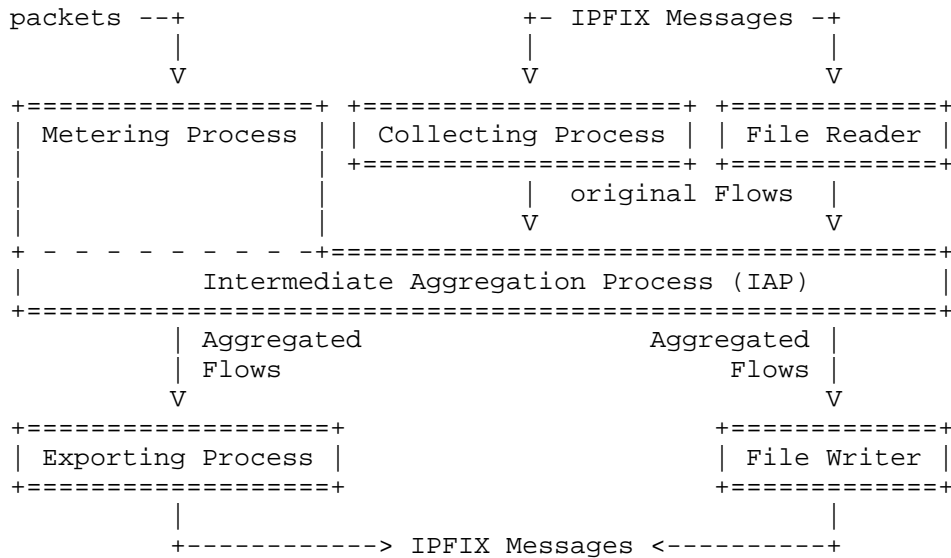 packets --+ +- IPFIX Messages -+
| | |
V V V
+==================+ +====================+ +=============+
| Metering Process | | Collecting Process | | File Reader |
| | +====================+ +=============+
| | | original Flows |
| | V V
+ - - - - - - - - - +======================================+
| Intermediate Aggregation Process (IAP) |
+==========================================================+
| Aggregated Aggregated |
| Flows Flows |
V V
+===================+ +=============+
| Exporting Process | | File Writer |
+===================+ +=============+
| |
+------------> IPFIX Messages <----------+